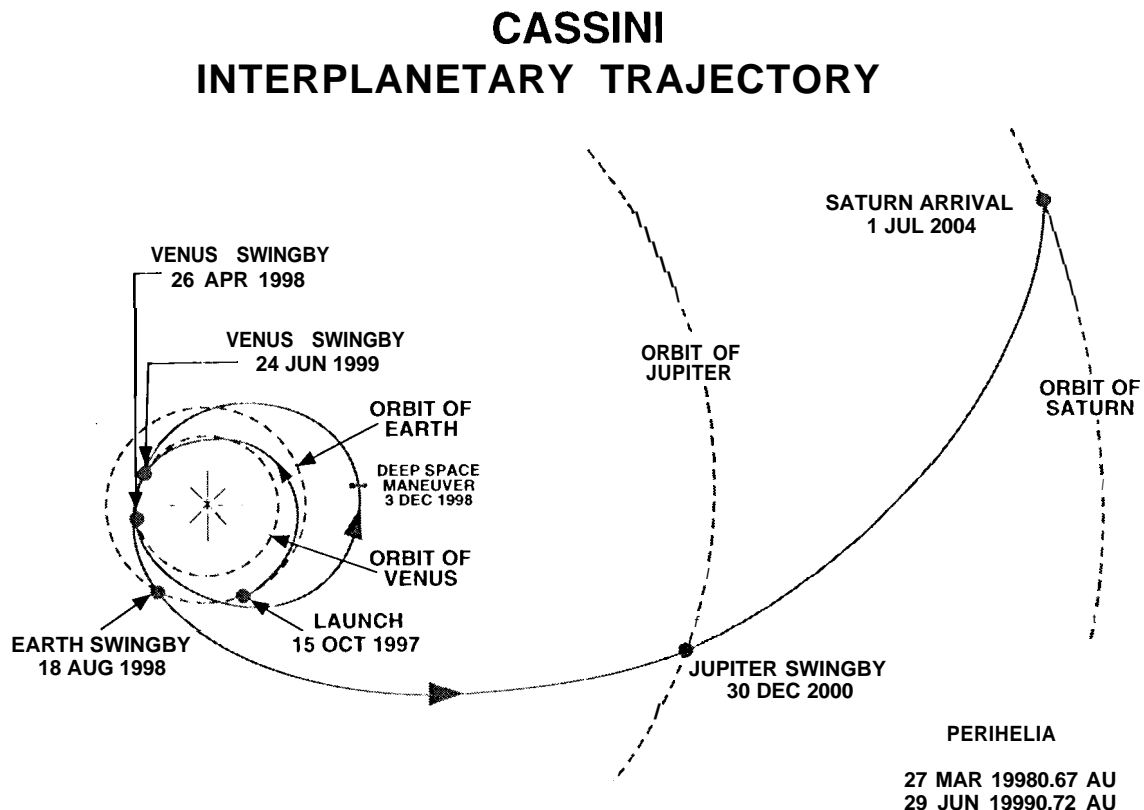 CASSINI
INTERPLANETARY TRAJECTORY
SATURN ARRIVAL
1 JUL 2004
VENUS SWINGBY
26 APR 1998
VENUS SWINGBY
24 JUN 1999
ORBIT OF
JUPITER
ORBIT OF
SATURN
ORBIT OF
EARTH
DEEP SPACE
MANEUVER
3 DEC 1998
ORBIT OF
VENUS
LAUNCH
15 OCT 1997
EARTH SWINGBY
18 AUG 1998
JUPITER SWINGBY
30 DEC 2000
PERIHELIA
27 MAR 19980.67 AU
29 JUN 19990.72 AU